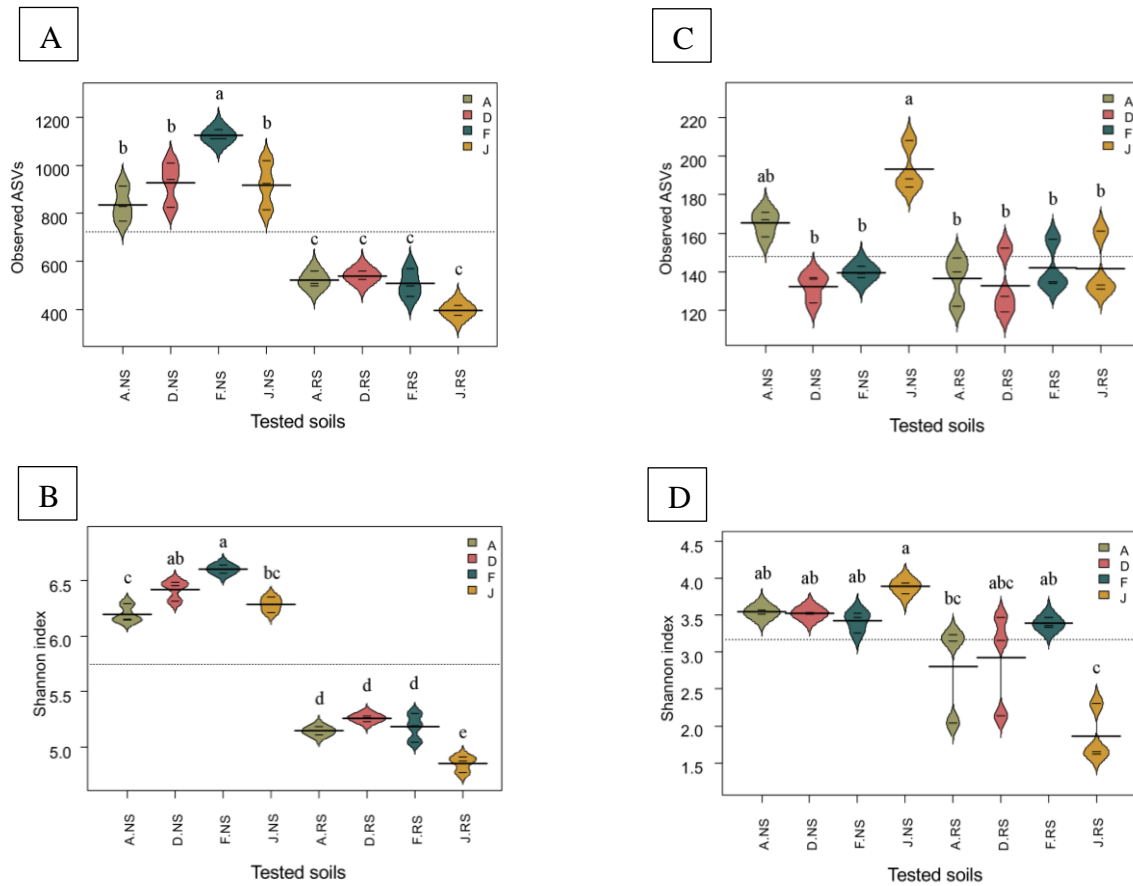 A
Observed ASVs
1200
1000
800
600
400
b
b
a
b
c
c
c
c
A
D
F
J
A.NS
D.NS
F.NS
J.NS
A.RS
D.RS
F.RS
J.RS
Tested soils
C
Observed ASVs
220
200
180
160
140
120
ab
b
b
a
b
b
b
b
A
D
F
J
A.NS
D.NS
F.NS
J.NS
A.RS
D.RS
F.RS
J.RS
Tested soils
B
Shannon index
6.5
6.0
5.5
5.0
c
ab
a
bc
d
d
d
e
A
D
F
J
A.NS
D.NS
F.NS
J.NS
A.RS
D.RS
F.RS
J.RS
Tested soils
D
Shannon index
4.5
4.0
3.5
3.0
2.5
2.0
1.5
ab
ab
ab
a
bc
abc
ab
c
A
D
F
J
A.NS
D.NS
F.NS
J.NS
A.RS
D.RS
F.RS
J.RS
Tested soils